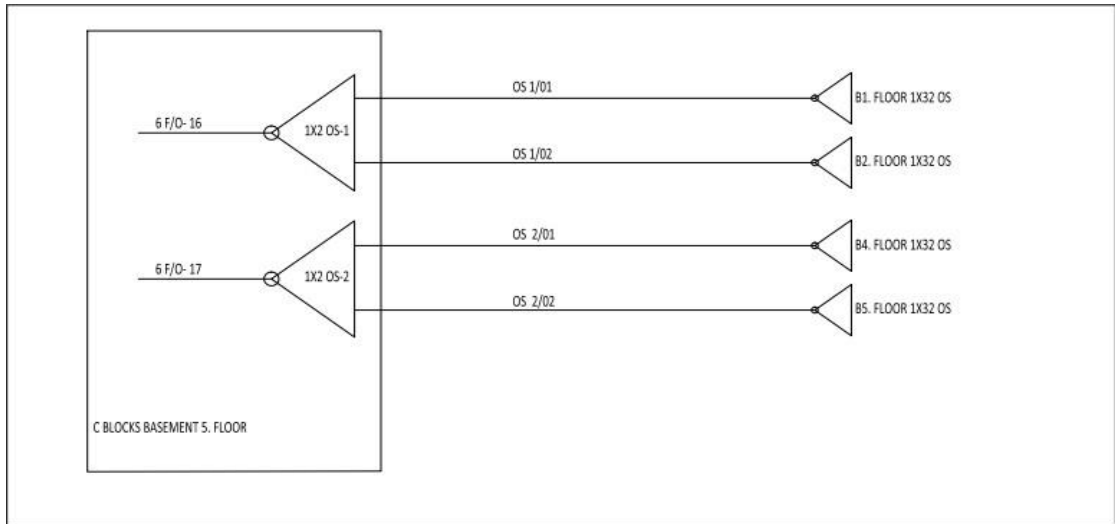 OS 1/01
B1. FLOOR 1X32 OS
6 F/O- 16
1X2 OS-1
OS 1/02
B2. FLOOR 1X32 OS
OS 2/01
B4. FLOOR 1X32 OS
6 F/O- 17
1X2 OS-2
OS 2/02
B5. FLOOR 1X32 OS
C BLOCKS BASEMENT 5. FLOOR